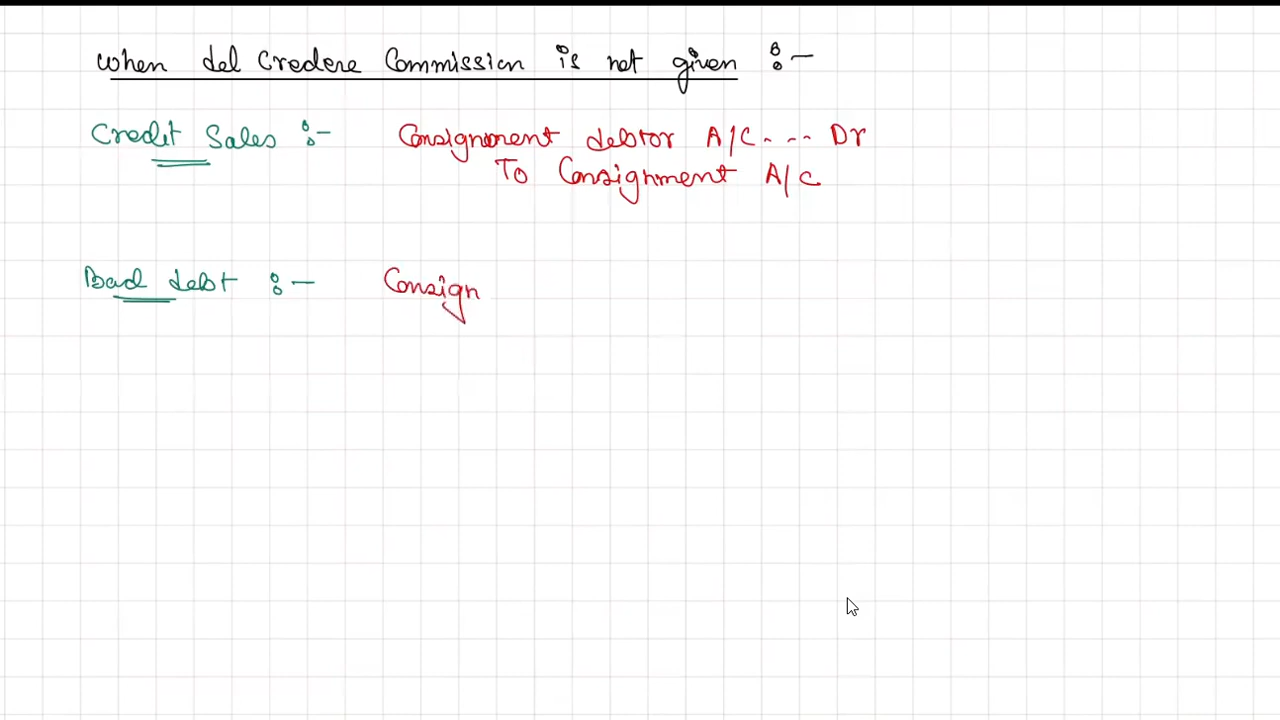 when del credere Commission is not given :-
Credit Sales :- Consignment debtor A/C - - - Dr
To Consignment A/C
Bad debt :- Consign